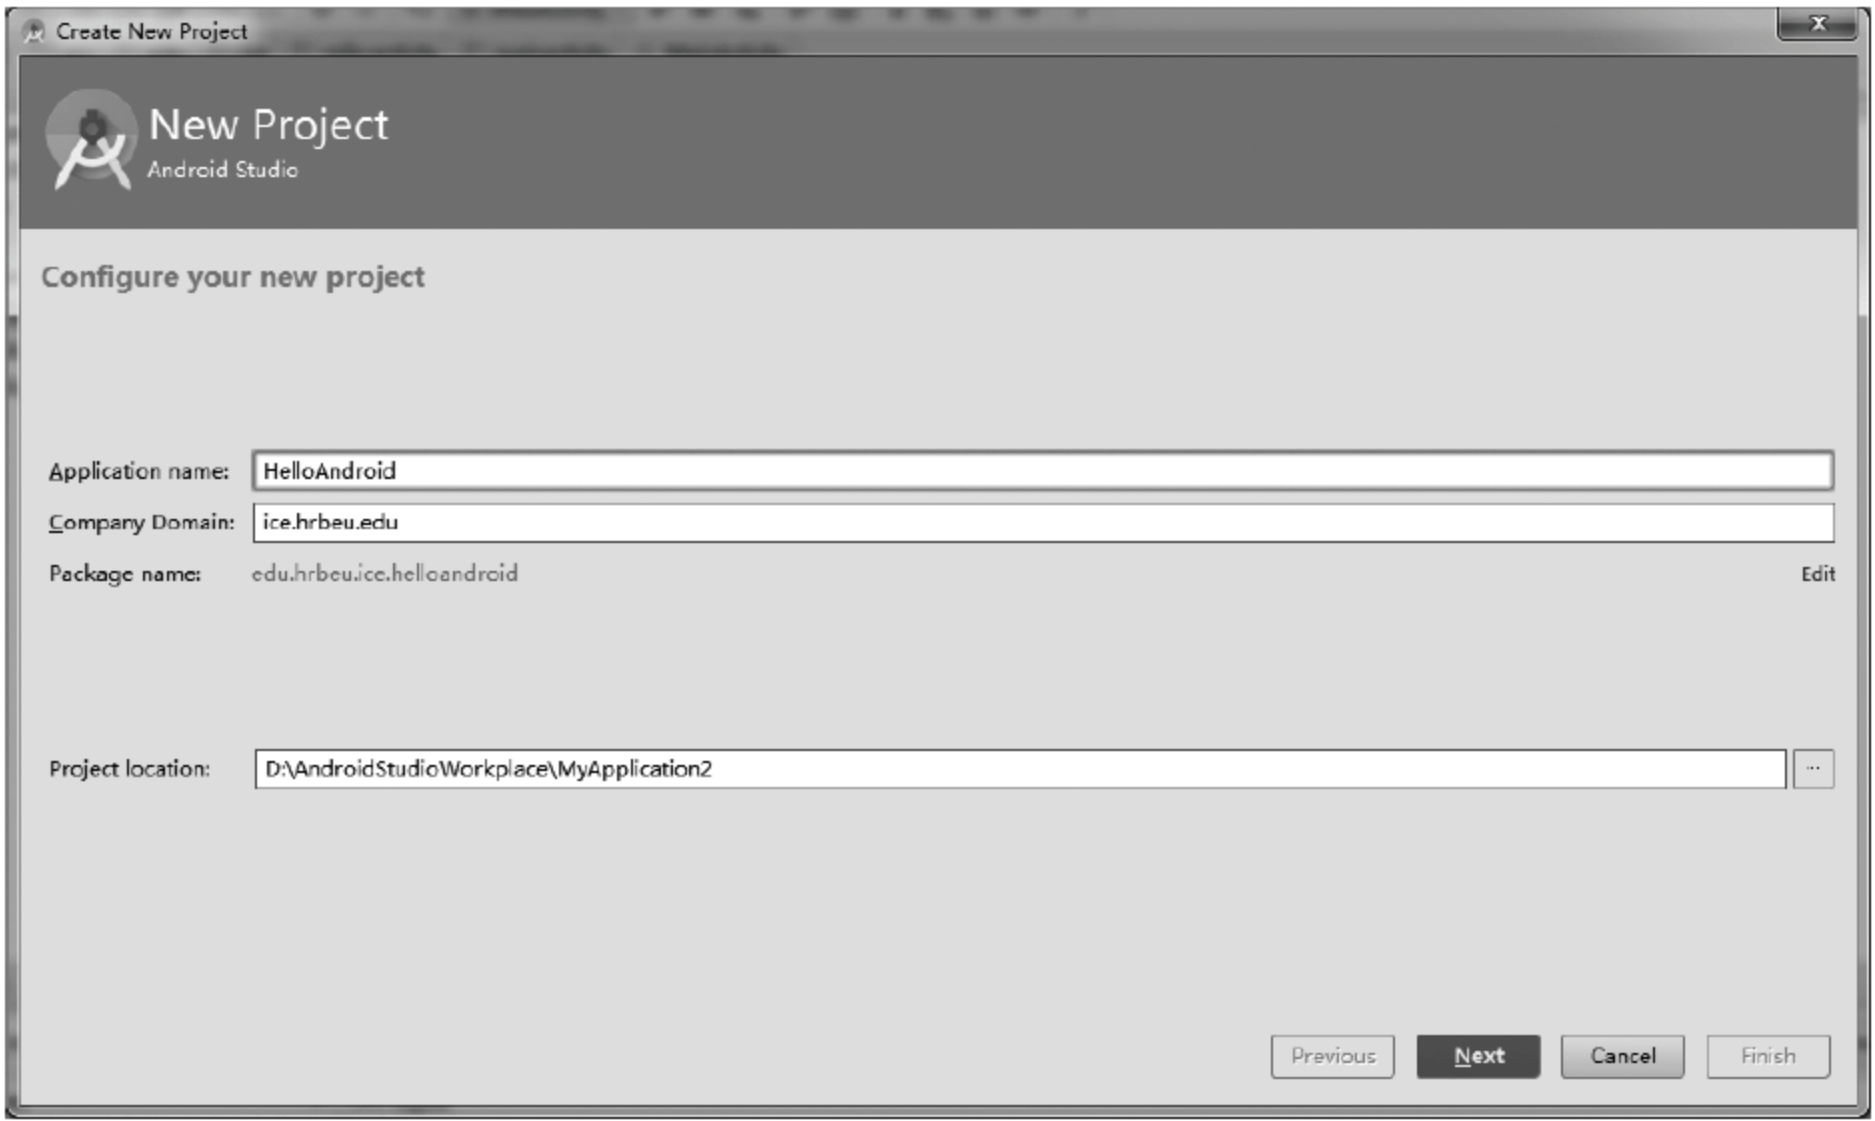 Create New Project
New Project
Android Studio
Configure your new project
Application name: HelloAndroid
Company Domain: ice.hrbeu.edu
Package name: edu.hrbeu.ice.helloandroid Edit
Project location: D:\AndroidStudioWorkplace\MyApplication2 ...
Previous Next Cancel Finish